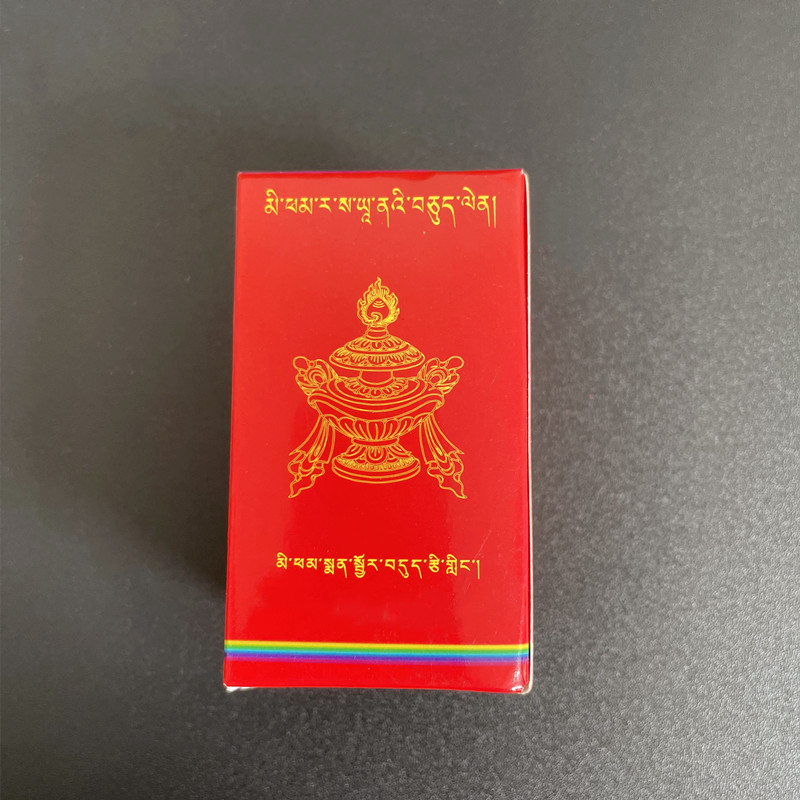 མི་ཕམ་ར་ས་ཡཱ་ནའི་བཅུད་ལེན།
མི་ཕམ་སྨན་སྦྱོར་བདུད་རྩི་གླིང་།